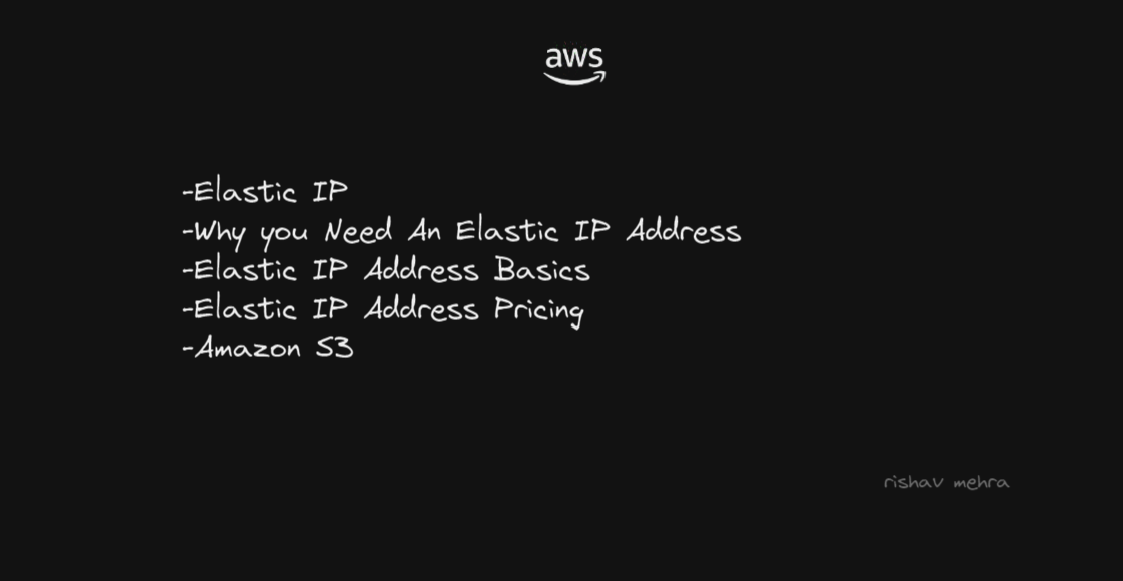 aws
-Elastic IP
-Why you Need An Elastic IP Address
-Elastic IP Address Basics
-Elastic IP Address Pricing
-Amazon S3
rishav mehra